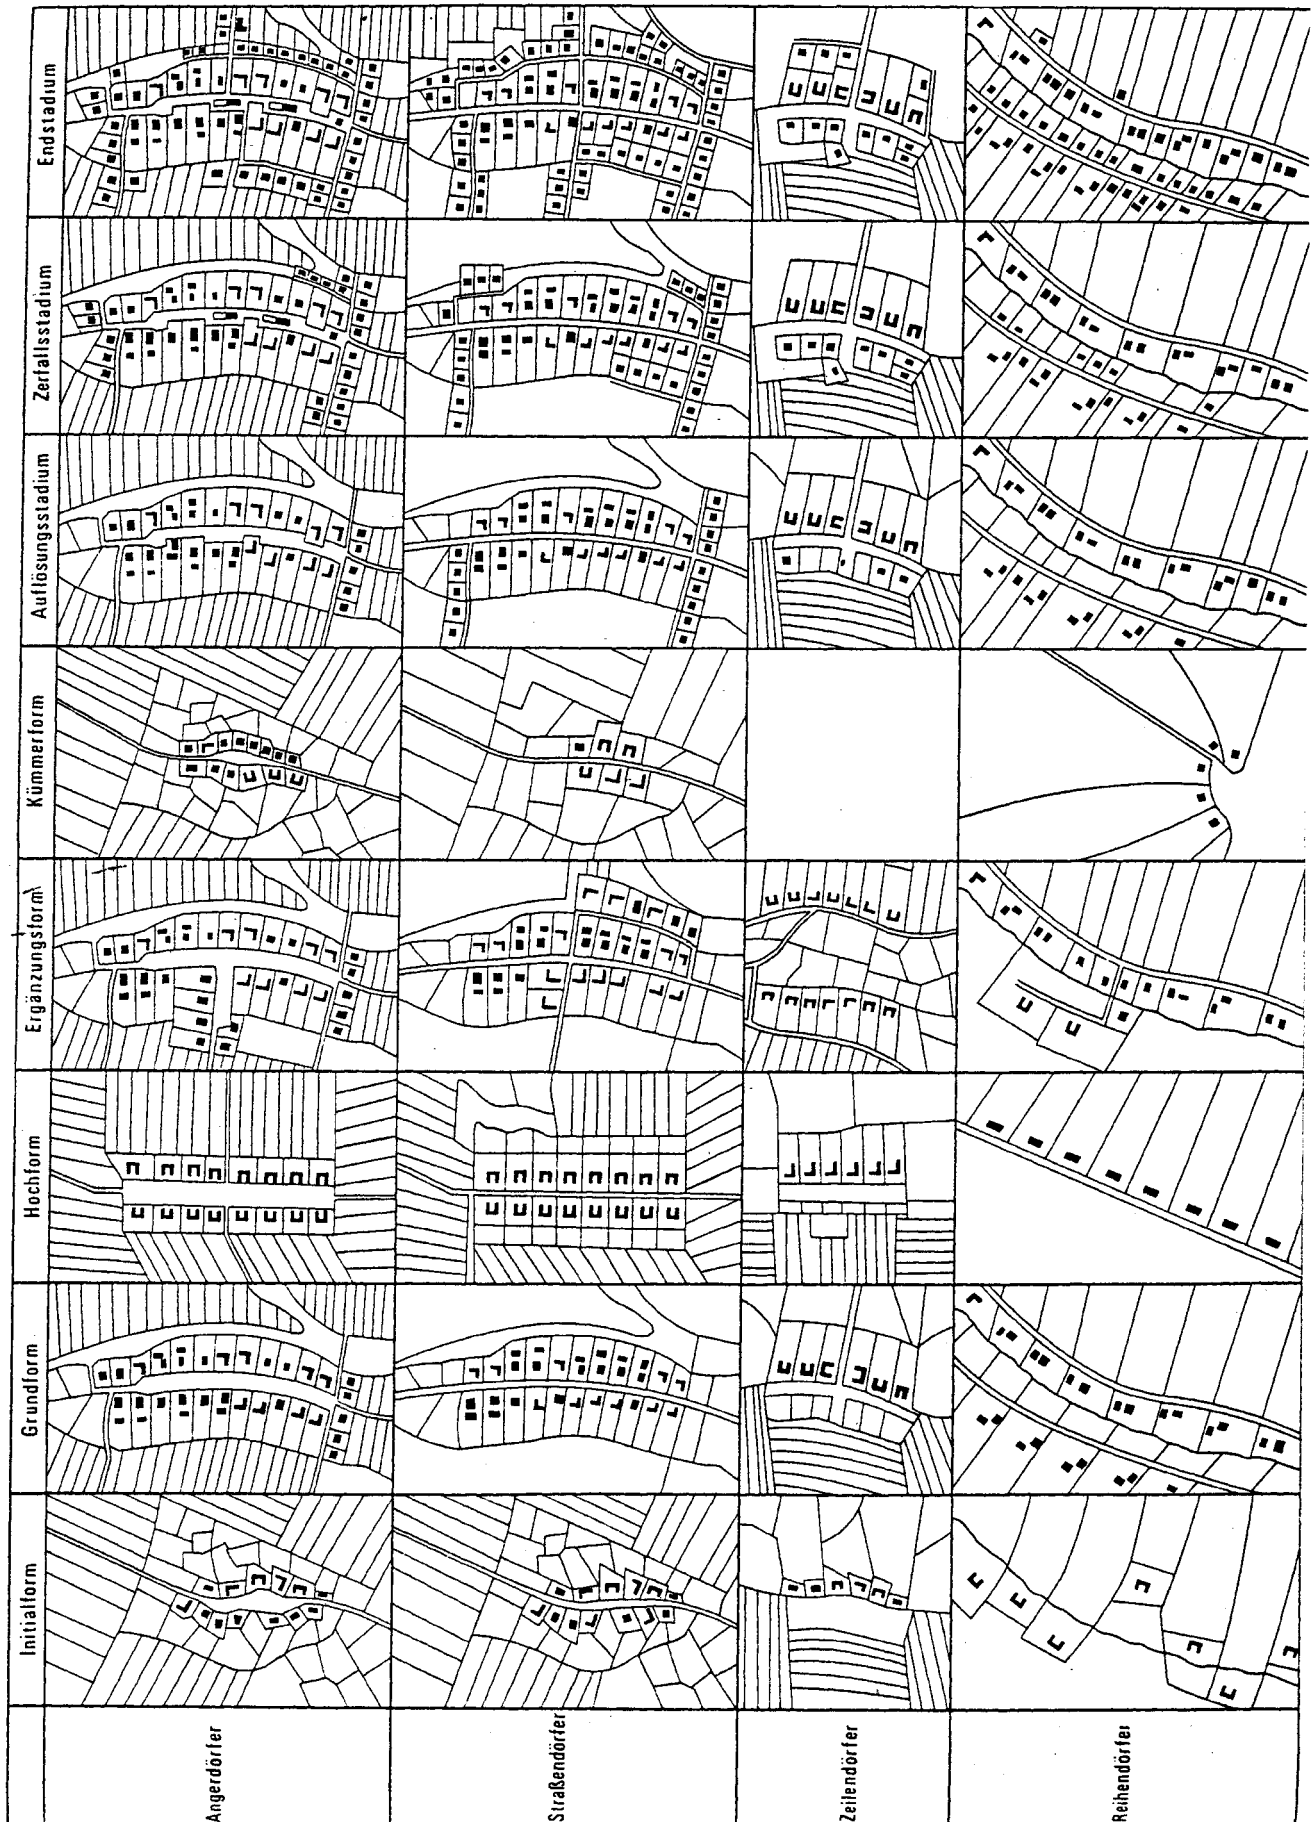 Initialform
Grundform
Hochform
Ergänzungsform
Kümmerform
Auflösungsstadium
Zerfallsstadium
Endstadium
Angerdörfer
Straßendörfer
Zeilendörfer
Reihendörfer